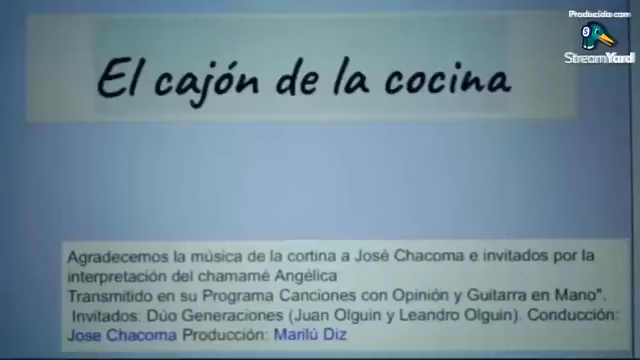 Producida con
StreamYard
El cajón de la cocina
Agradecemos la música de la cortina a José Chacoma e invitados por la
interpretación del chamamé Angélica
Transmitido en su Programa Canciones con Opinión y Guitarra en Mano",
Invitados: Dúo Generaciones (Juan Olguin y Leandro Olguin). Conducción:
Jose Chacoma Producción: Marilú Diz